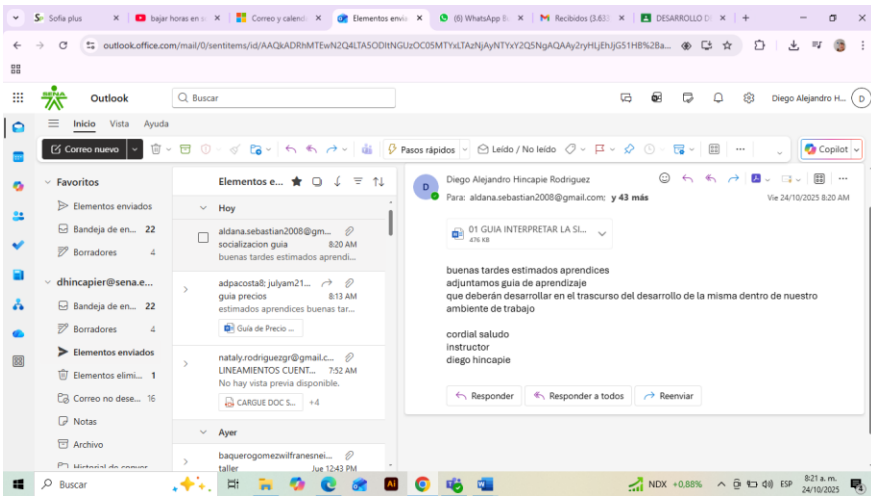 Sofia plus
bajar horas en s
Correo y calend
Elementos envia
(6) WhatsApp B
Recibidos (3.633
DESARROLLO D
outlook.office.com/mail/0/sentitems/id/
Outlook
Buscar
Diego Alejandro H...
D
Inicio Vista Ayuda
Correo nuevo
Pasos rápidos
Leído / No leído
Copilot
Favoritos
Elementos enviados
Bandeja de en... 22
Borradores 4
dhincapier@sena.e...
Bandeja de en... 22
Borradores 4
Elementos enviados
Elementos elimi... 1
Correo no dese... 16
Notas
Archivo
Historial de conver
Elementos e...
Hoy
aldana.sebastian2008@gm...
socializacion guia 8:20 AM
buenas tardes estimados aprendi...
adpacosta8; julyam21...
guia precios 8:13 AM
estimados aprendices buenas tar...
Guía de Precio ...
nataly.rodriguezgr@gmail.c...
LINEAMIENTOS CUENT... 7:52 AM
No hay vista previa disponible.
CARGUE DOC S... +4
Ayer
baquerogomezwilfranesnei...
taller Jue 12:43 PM
D
Diego Alejandro Hincapie Rodriguez
Para: aldana.sebastian2008@gmail.com; y 43 más
Vie 24/10/2025 8:20 AM
01 GUIA INTERPRETAR LA SI...
476 KB
buenas tardes estimados aprendices
adjuntamos guia de aprendizaje
que deberán desarrollar en el trascurso del desarrollo de la misma dentro de nuestro
ambiente de trabajo
cordial saludo
instructor
diego hincapie
Responder
Responder a todos
Reenviar
Buscar
NDX +0,88%
ESP
8:21 a. m.
24/10/2025